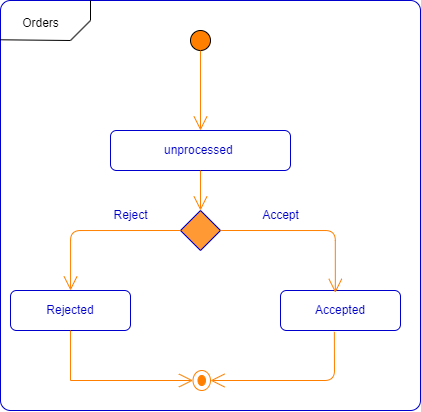 Orders
unprocessed
Reject
Accept
Rejected
Accepted